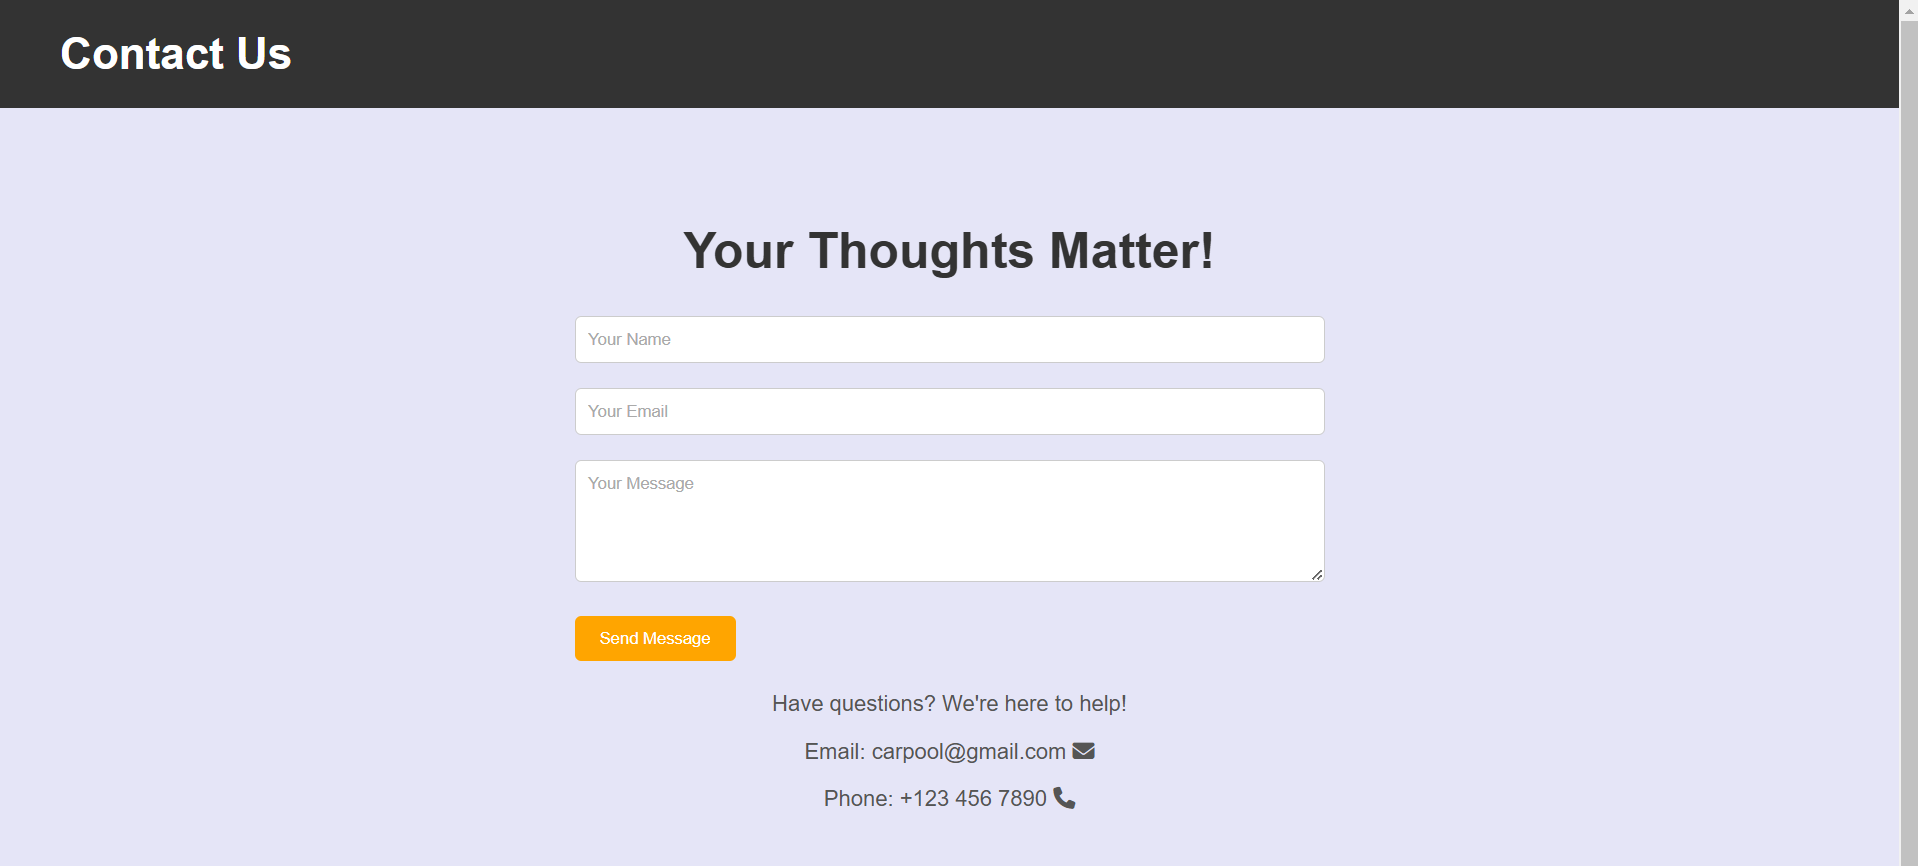 Contact Us
Your Thoughts Matter!
Your Name
Your Email
Your Message
Send Message
Have questions? We're here to help!
Email: carpool@gmail.com
Phone: +123 456 7890